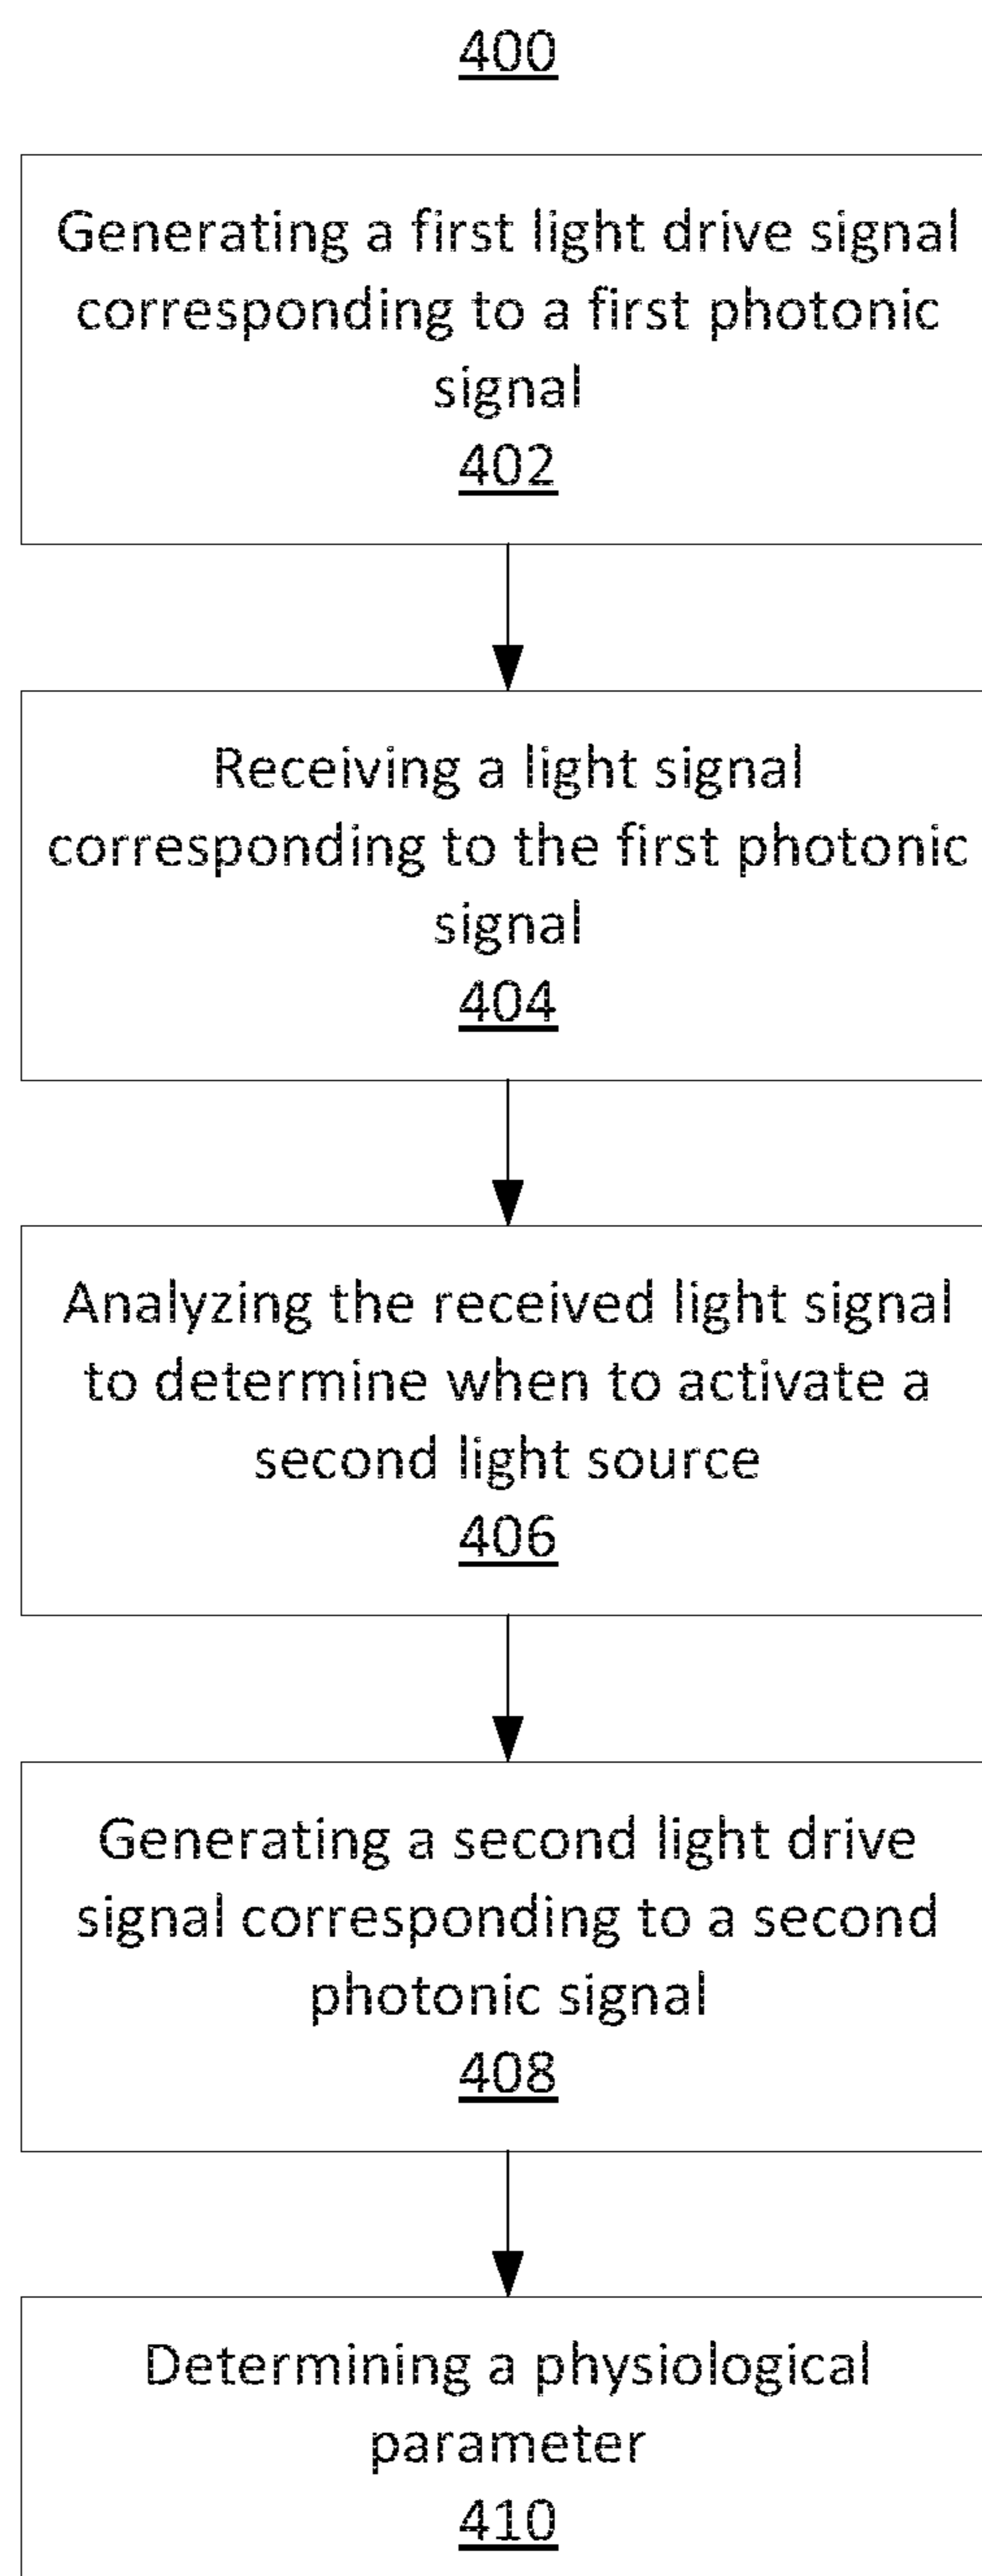 400
Generating a first light drive signal
corresponding to a first photonic
signal
402
Receiving a light signal
corresponding to the first photonic
signal
404
Analyzing the received light signal
to determine when to activate a
second light source
406
Generating a second light drive
signal corresponding to a second
photonic signal
408
Determining a physiological
parameter
410